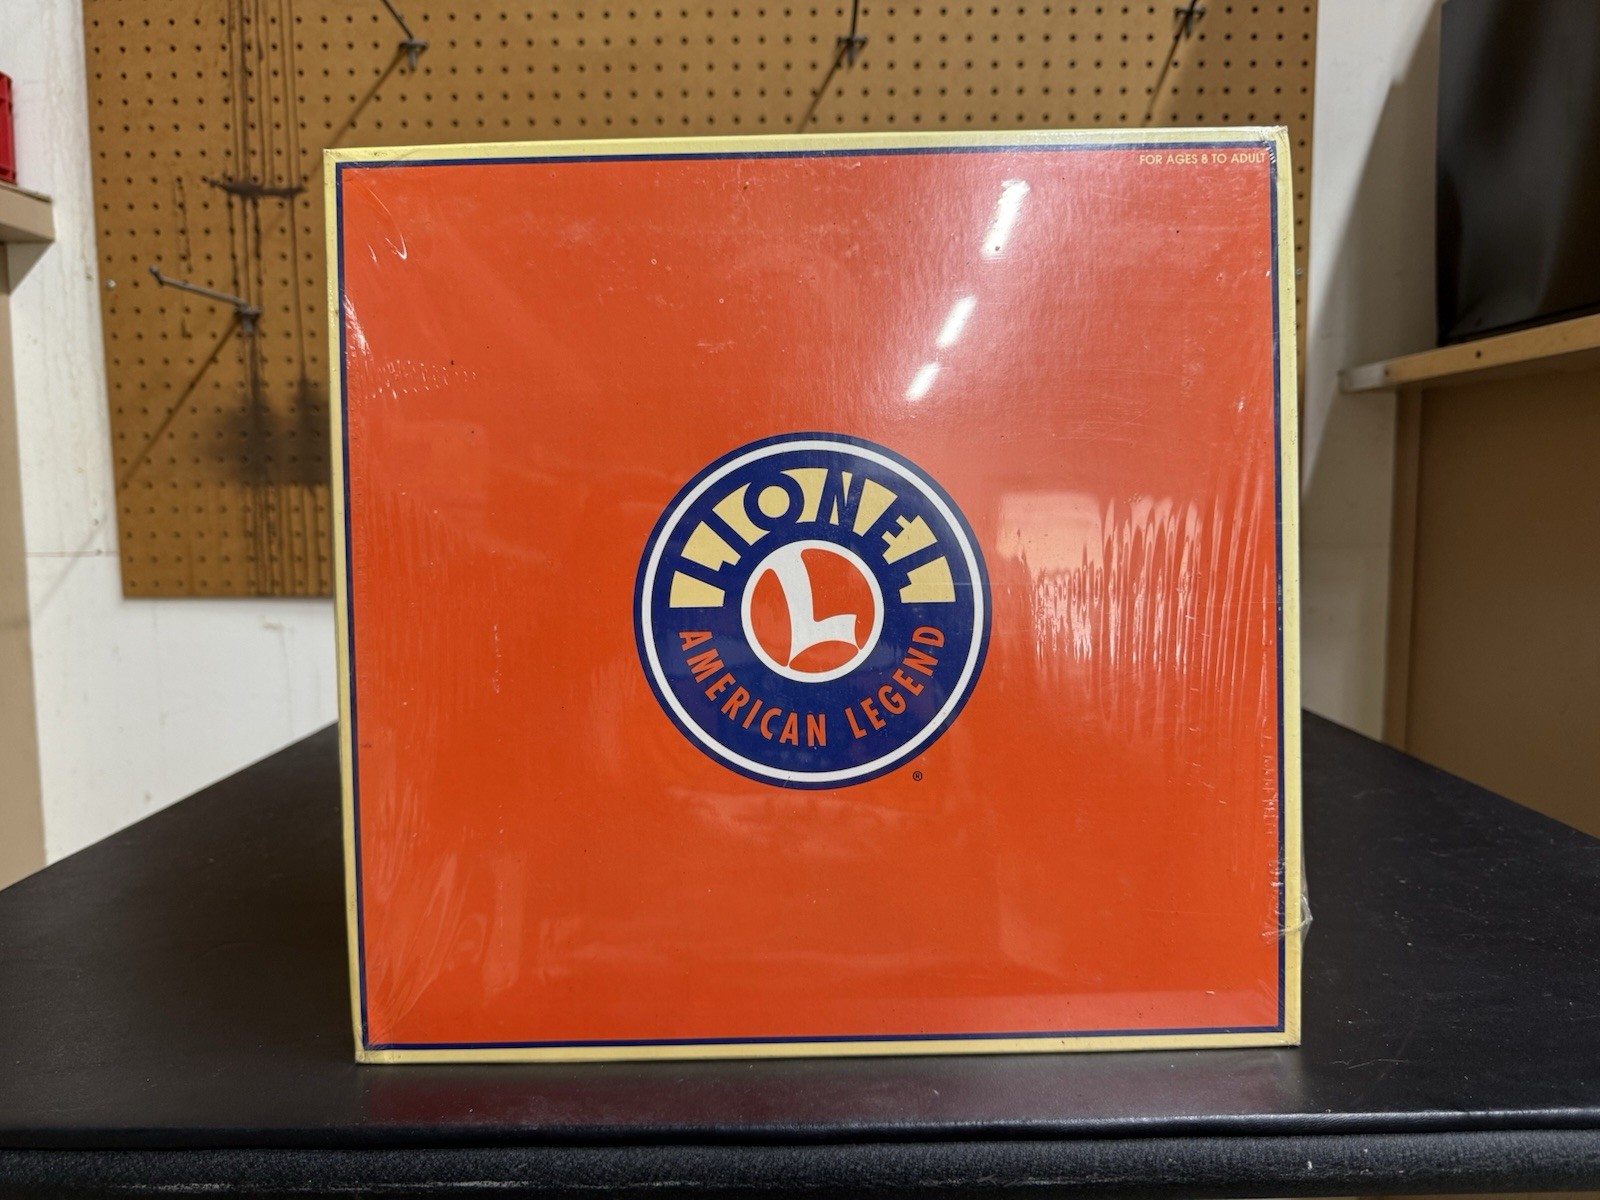 FOR AGES 8 TO ADULT
LIONEL
L
AMERICAN LEGEND
®